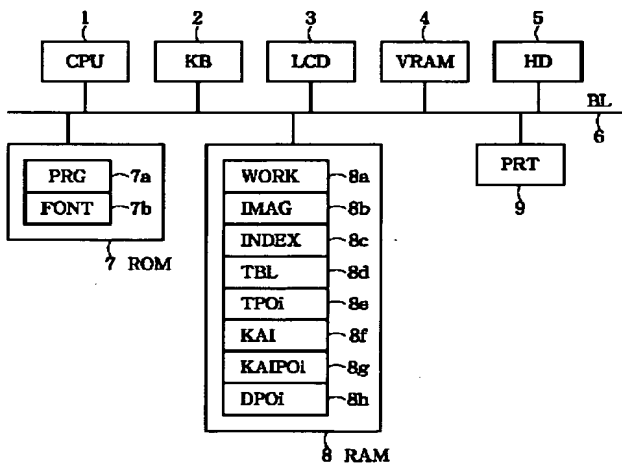 1 2 3 4 5
CPU KB LCD VRAM HD
BL
6
PRG 7a
FONT 7b
7 ROM
WORK 8a
IMAG 8b
INDEX 8c
TBL 8d
TPOi 8e
KAI 8f
KAIPOi 8g
DPOi 8h
8 RAM
PRT
9